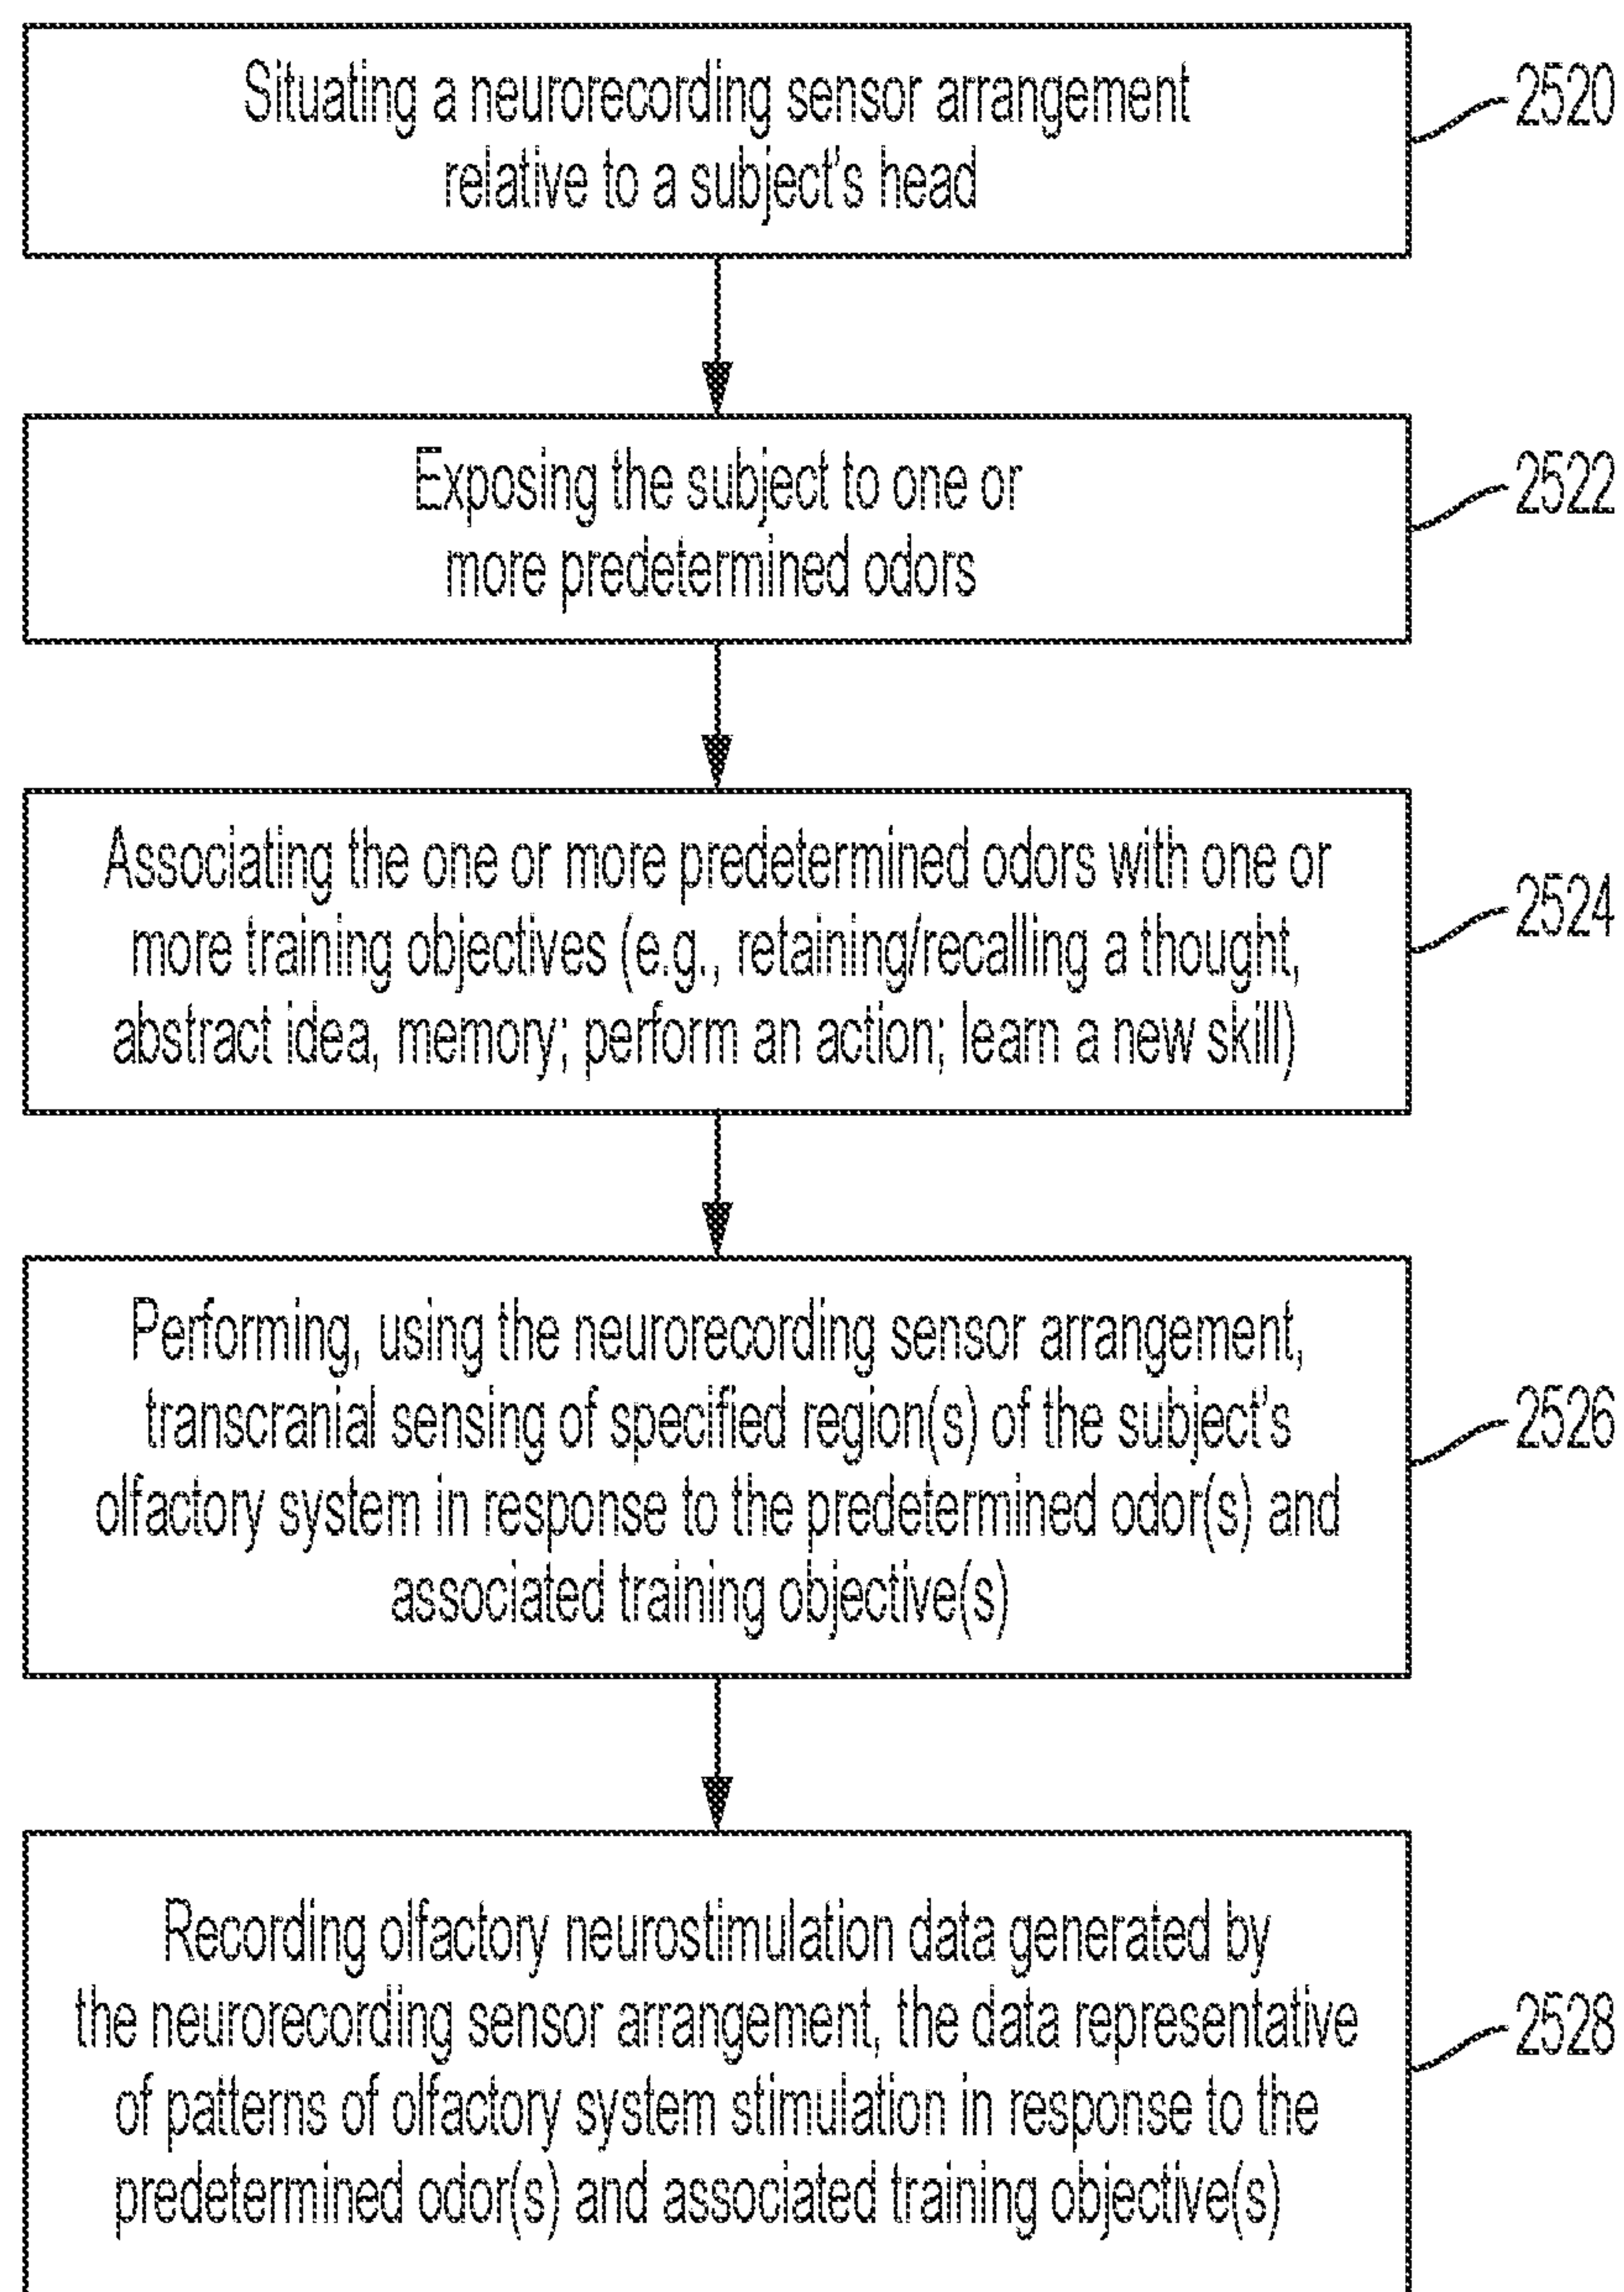 Situating a neurorecording sensor arrangement
relative to a subject's head
2520
Exposing the subject to one or
more predetermined odors
2522
Associating the one or more predetermined odors with one or
more training objectives (e.g., retaining/recalling a thought,
abstract idea, memory; perform an action; learn a new skill)
2524
Performing, using the neurorecording sensor arrangement,
transcranial sensing of specified region(s) of the subject's
olfactory system in response to the predetermined odor(s) and
associated training objective(s)
2526
Recording olfactory neurostimulation data generated by
the neurorecording sensor arrangement, the data representative
of patterns of olfactory system stimulation in response to the
predetermined odor(s) and associated training objective(s)
2528